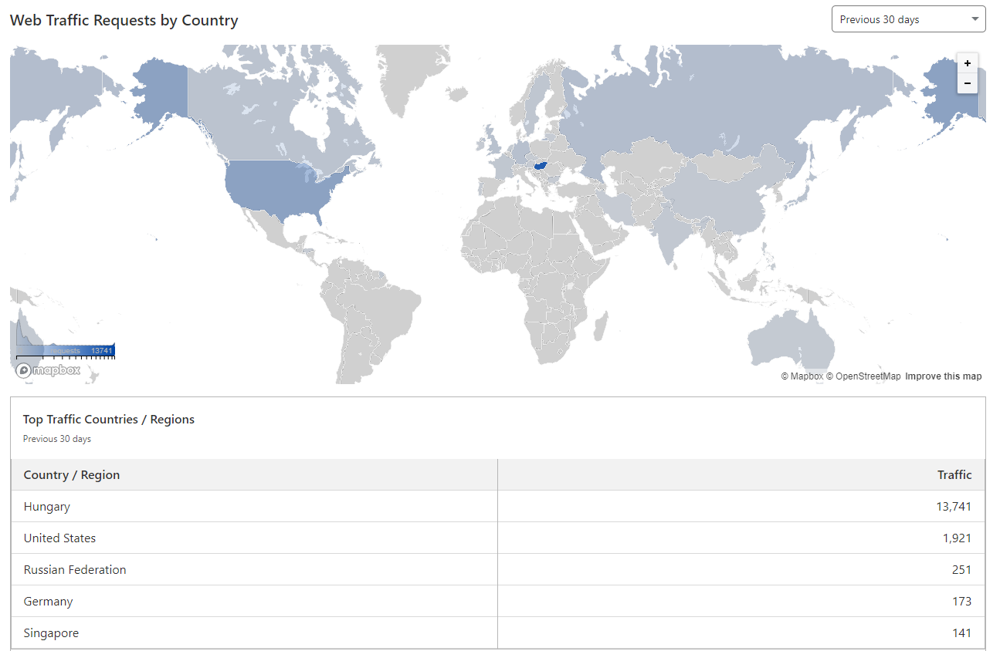 Web Traffic Requests by Country
Previous 30 days
+
−
requests 13741
mapbox
© Mapbox © OpenStreetMap Improve this map
Top Traffic Countries / Regions
Previous 30 days
Country / Region Traffic
Hungary 13,741
United States 1,921
Russian Federation 251
Germany 173
Singapore 141